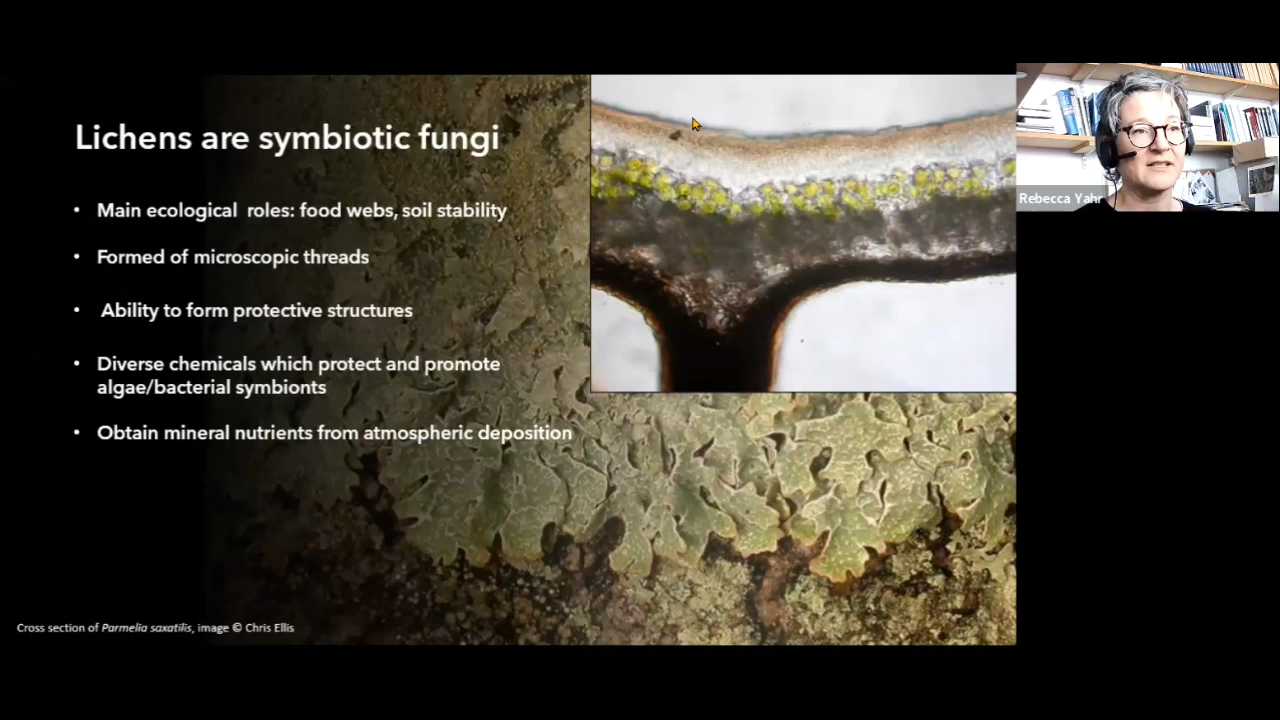 Lichens are symbiotic fungi
• Main ecological roles: food webs, soil stability
• Formed of microscopic threads
• Ability to form protective structures
• Diverse chemicals which protect and promote
algae/bacterial symbionts
• Obtain mineral nutrients from atmospheric deposition
Cross section of Parmelia saxatilis, image © Chris Ellis
Rebecca Yahr